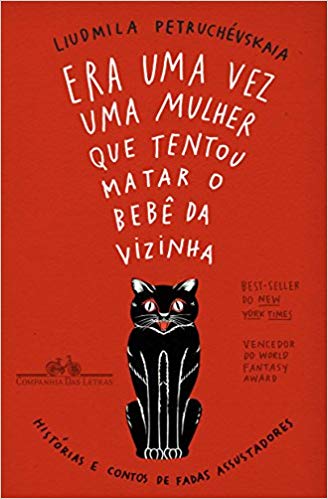 LIUDMILA PETRUCHÉVSKAIA
ERA UMA VEZ
UMA MULHER
QUE TENTOU
MATAR O
BEBÊ DA
VIZINHA
BEST-SELLER
DO NEW
YORK TIMES
VENCEDOR
DO WORLD
FANTASY
AWARD
COMPANHIA DAS LETRAS
HISTÓRIAS E CONTOS DE FADAS ASSUSTADORES